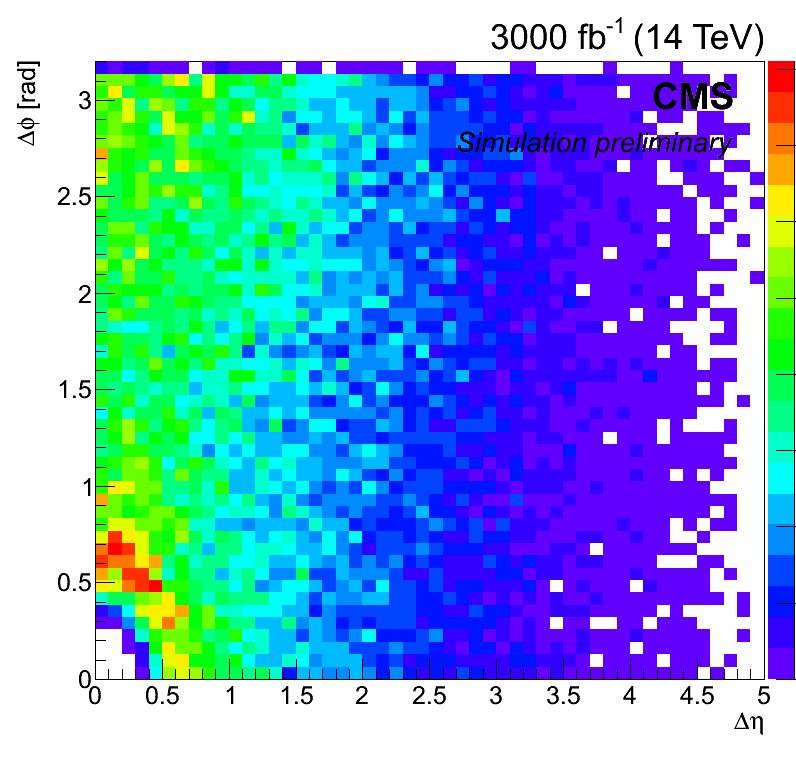 3000 fb-1 (14 TeV)
Δϕ [rad]
CMS
Simulation preliminary
3
2.5
2
1.5
1
0.5
0
0 0.5 1 1.5 2 2.5 3 3.5 4 4.5 5
Δη